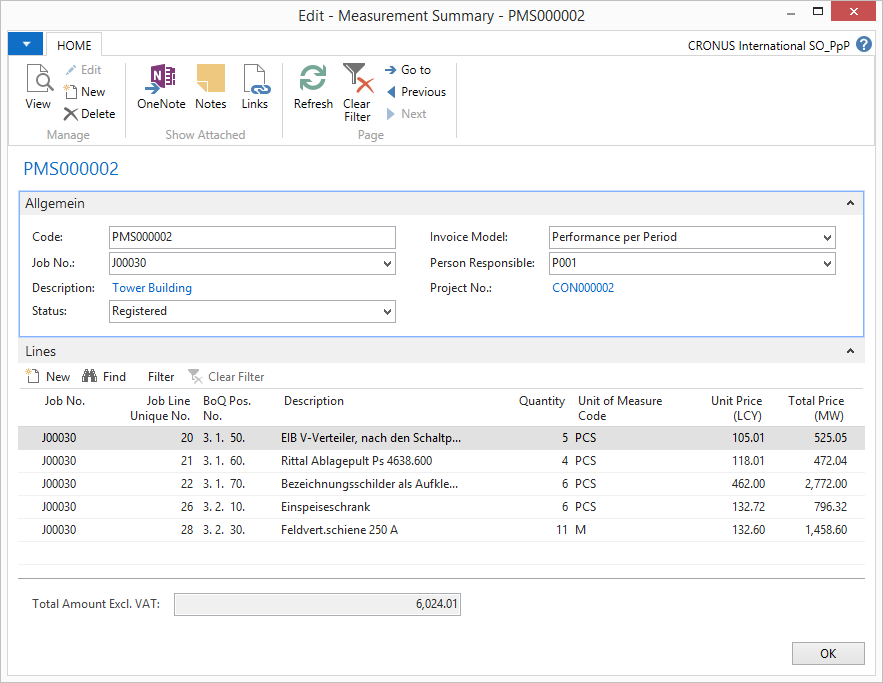 Edit - Measurement Summary - PMS000002
HOME
CRONUS International SO_PpP
View
Edit
New
Delete
Manage
OneNote
Notes
Links
Show Attached
Refresh
Clear
Filter
Go to
Previous
Next
Page
PMS000002
Allgemein
Code: PMS000002
Job No.: J00030
Description: Tower Building
Status: Registered
Invoice Model: Performance per Period
Person Responsible: P001
Project No.: CON000002
Lines
New Find Filter Clear Filter
Job No. Job Line Unique No. BoQ Pos. No. Description Quantity Unit of Measure Code Unit Price (LCY) Total Price (MW)
J00030 20 3. 1. 50. EIB V-Verteiler, nach den Schaltp... 5 PCS 105.01 525.05
J00030 21 3. 1. 60. Rittal Ablagepult Ps 4638.600 4 PCS 118.01 472.04
J00030 22 3. 1. 70. Bezeichnungsschilder als Aufkle... 6 PCS 462.00 2,772.00
J00030 26 3. 2. 10. Einspeiseschrank 6 PCS 132.72 796.32
J00030 28 3. 2. 30. Feldvert.schiene 250 A 11 M 132.60 1,458.60
Total Amount Excl. VAT: 6,024.01
OK